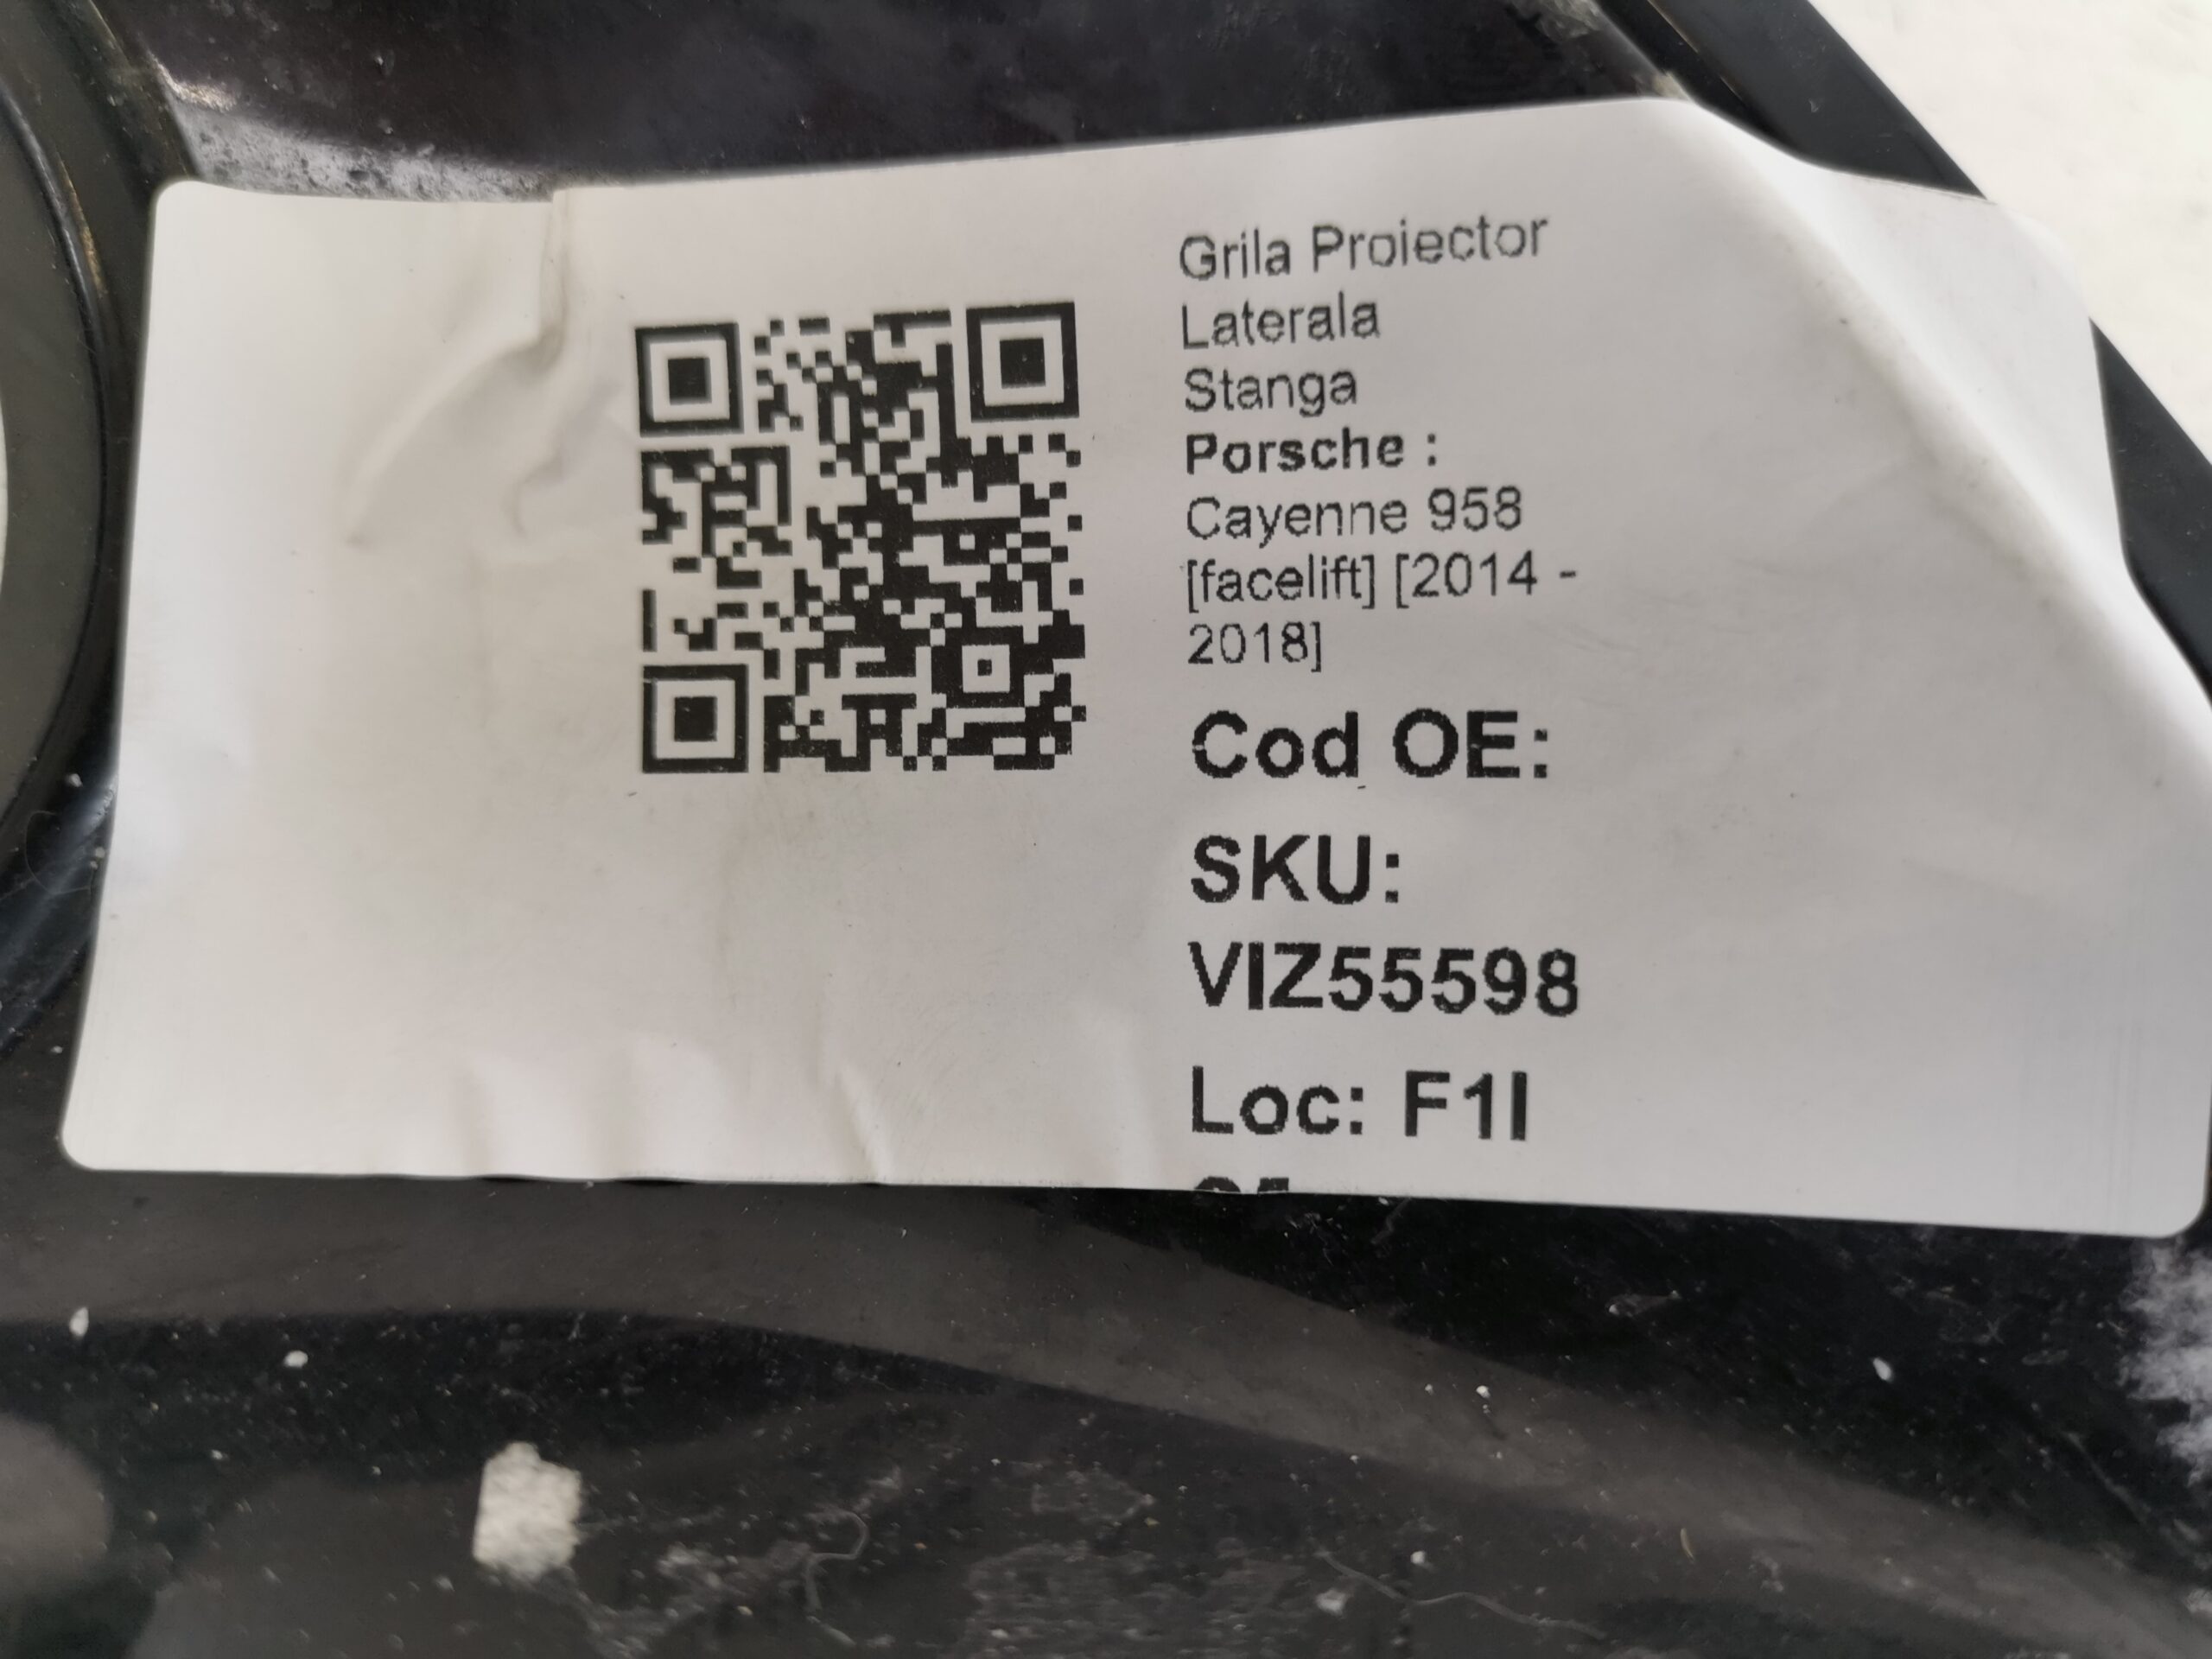 Grila Proiector
Laterala
Stanga
Porsche :
Cayenne 958
[facelift] [2014 -
2018]
Cod OE:
SKU:
VIZ55598
Loc: F1I